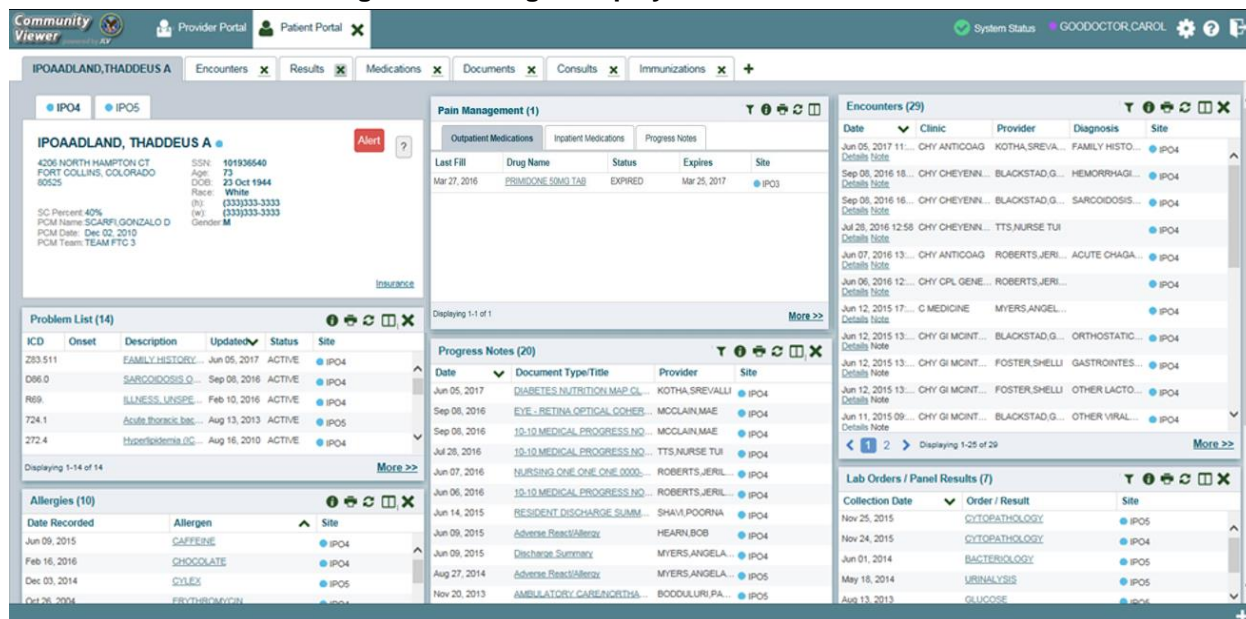 Community Viewer powered by JLV
Provider Portal
Patient Portal
System Status
GOODOCTOR,CAROL
IPOAADLAND,THADDEUS A
Encounters
Results
Medications
Documents
Consults
Immunizations
IPO4
IPO5
IPOAADLAND, THADDEUS A
Alert
?
4206 NORTH HAMPTON CT
FORT COLLINS, COLORADO
80525
SSN: 101936540
Age: 73
DOB: 23 Oct 1944
Race: White
(h): (333)333-3333
(w): (333)333-3333
Gender:M
SC Percent:40%
PCM Name:SCARFI,GONZALO D
PCM Date: Dec 02, 2010
PCM Team:TEAM FTC 3
Insurance
Problem List (14)
ICD Onset Description Updated Status Site
Z83.511 FAMILY HISTORY... Jun 05, 2017 ACTIVE IPO4
D86.0 SARCOIDOSIS O... Sep 08, 2016 ACTIVE IPO4
R69. ILLNESS, UNSPE... Feb 10, 2016 ACTIVE IPO4
724.1 Acute thoracic bac... Aug 13, 2013 ACTIVE IPO5
272.4 Hyperlipidemia (IC... Aug 16, 2010 ACTIVE IPO4
Displaying 1-14 of 14
More >>
Allergies (10)
Date Recorded Allergen Site
Jun 09, 2015 CAFFEINE IPO4
Feb 16, 2016 CHOCOLATE IPO4
Dec 03, 2014 CYLEX IPO5
Oct 26, 2004 ERYTHROMYCIN IPO4
Pain Management (1)
Outpatient Medications
Inpatient Medications
Progress Notes
Last Fill Drug Name Status Expires Site
Mar 27, 2016 PRIMIDONE 50MG TAB EXPIRED Mar 25, 2017 IPO3
Displaying 1-1 of 1
More >>
Progress Notes (20)
Date Document Type/Title Provider Site
Jun 05, 2017 DIABETES NUTRITION MAP CL... KOTHA,SREVALLI IPO4
Sep 08, 2016 EYE - RETINA OPTICAL COHER... MCCLAIN,MAE IPO4
Sep 08, 2016 10-10 MEDICAL PROGRESS NO... MCCLAIN,MAE IPO4
Jul 28, 2016 10-10 MEDICAL PROGRESS NO... TTS,NURSE TUI IPO4
Jun 07, 2016 NURSING ONE ONE ONE 0000-... ROBERTS,JERIL... IPO4
Jun 06, 2016 10-10 MEDICAL PROGRESS NO... ROBERTS,JERIL... IPO4
Jun 14, 2015 RESIDENT DISCHARGE SUMM... SHAVI,POORNA IPO4
Jun 09, 2015 Adverse React/Allergy HEARN,BOB IPO4
Jun 09, 2015 Discharge Summary MYERS,ANGELA... IPO4
Aug 27, 2014 Adverse React/Allergy MYERS,ANGELA... IPO5
Nov 20, 2013 AMBULATORY CARE/NORTHA... BODDULURI,PA... IPO5
Encounters (29)
Date Clinic Provider Diagnosis Site
Jun 05, 2017 11:... CHY ANTICOAG KOTHA,SREVA... FAMILY HISTO... IPO4
Details Note
Sep 08, 2016 18... CHY CHEYENN... BLACKSTAD,G... HEMORRHAGI... IPO4
Details Note
Sep 08, 2016 16... CHY CHEYENN... BLACKSTAD,G... SARCOIDOSIS... IPO4
Details Note
Jul 28, 2016 12:58 CHY CHEYENN... TTS,NURSE TUI IPO4
Details Note
Jun 07, 2016 13:... CHY ANTICOAG ROBERTS,JERI... ACUTE CHAGA... IPO4
Details Note
Jun 06, 2016 12:... CHY CPL GENE... ROBERTS,JERI... IPO4
Details Note
Jun 12, 2015 17:... C MEDICINE MYERS,ANGEL... IPO4
Details Note
Jun 12, 2015 13:... CHY GI MCINT... BLACKSTAD,G... ORTHOSTATIC... IPO4
Details Note
Jun 12, 2015 13:... CHY GI MCINT... FOSTER,SHELLI GASTROINTES... IPO4
Details Note
Jun 12, 2015 13:... CHY GI MCINT... FOSTER,SHELLI OTHER LACTO... IPO4
Details Note
Jun 11, 2015 09:... CHY GI MCINT... BLACKSTAD,G... OTHER VIRAL... IPO4
Details Note
1 2 Displaying 1-25 of 29
More >>
Lab Orders / Panel Results (7)
Collection Date Order / Result Site
Nov 25, 2015 CYTOPATHOLOGY IPO5
Nov 24, 2015 CYTOPATHOLOGY IPO5
Jun 01, 2014 BACTERIOLOGY IPO5
May 18, 2014 URINALYSIS IPO5
Aug 13, 2013 GLUCOSE IPO5